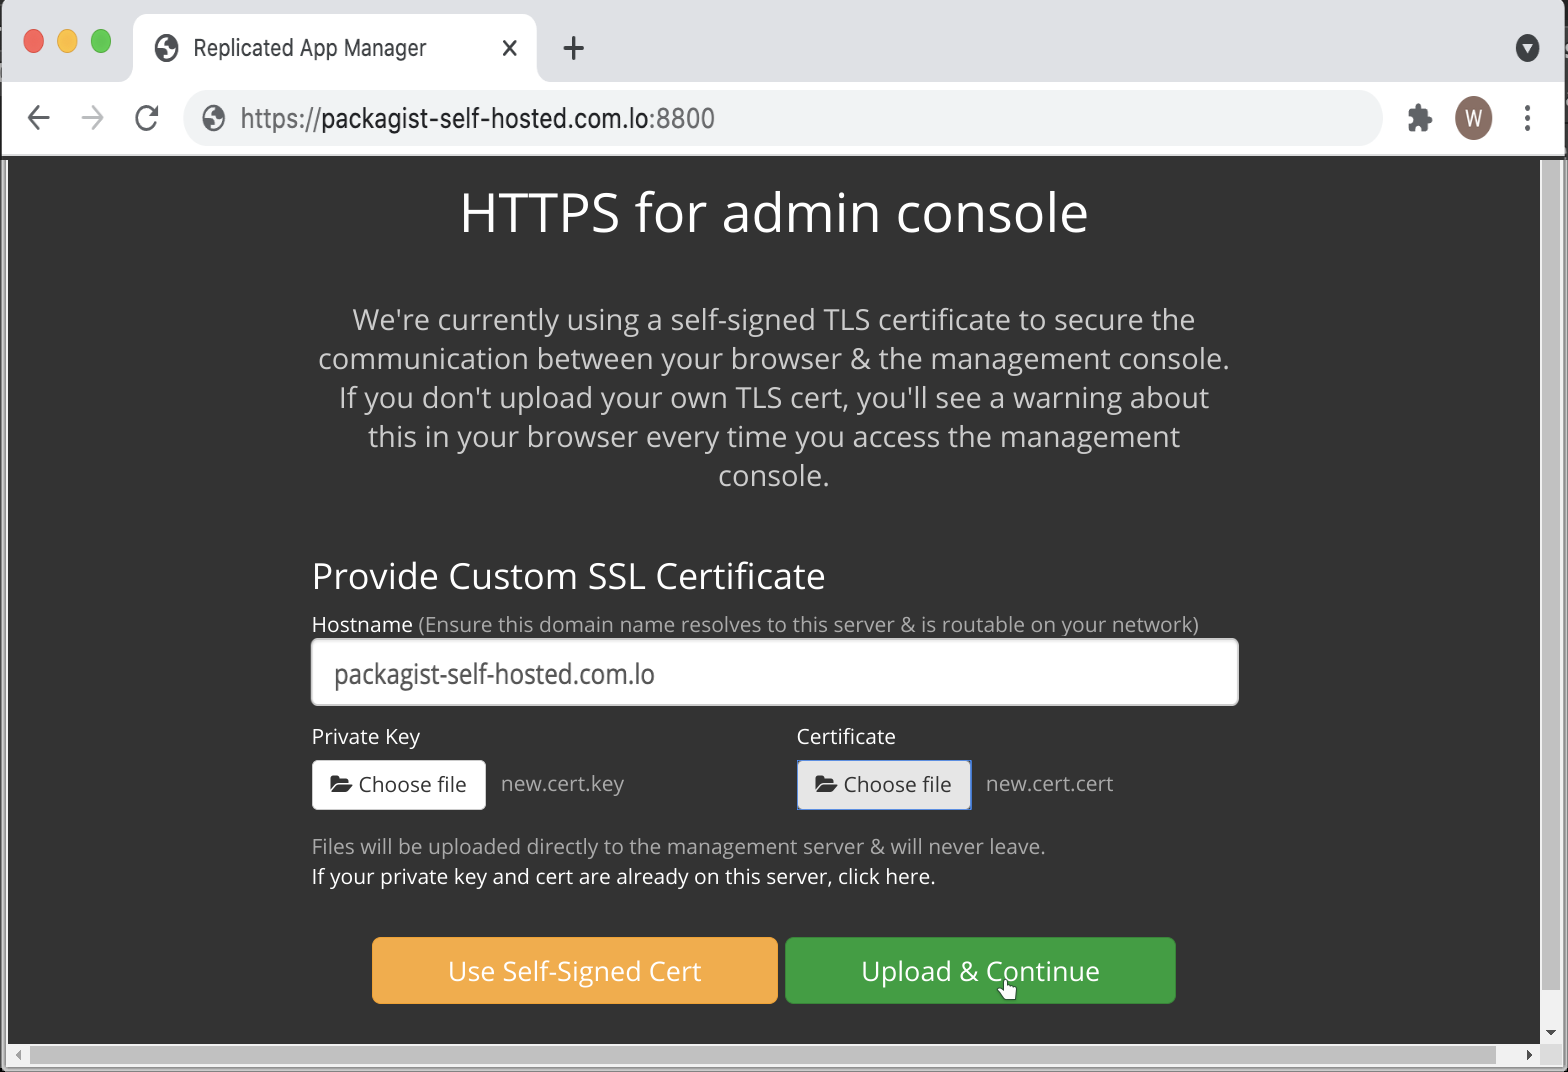 Replicated App Manager
https://packagist-self-hosted.com.lo:8800
W
HTTPS for admin console
We're currently using a self-signed TLS certificate to secure the
communication between your browser & the management console.
If you don't upload your own TLS cert, you'll see a warning about
this in your browser every time you access the management
console.
Provide Custom SSL Certificate
Hostname (Ensure this domain name resolves to this server & is routable on your network)
packagist-self-hosted.com.lo
Private Key
Certificate
Choose file new.cert.key
Choose file new.cert.cert
Files will be uploaded directly to the management server & will never leave.
If your private key and cert are already on this server, click here.
Use Self-Signed Cert
Upload & Continue